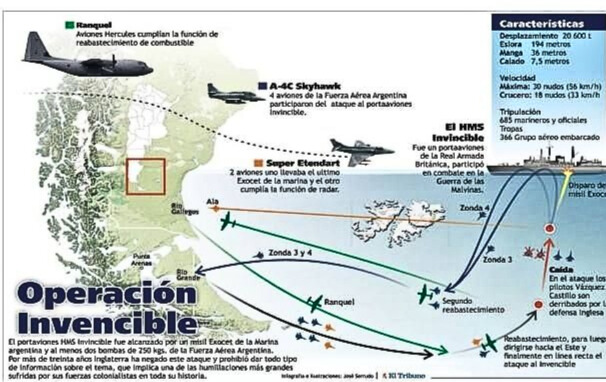 Ranquel
Aviones Hercules cumplían la función de
reabastecimiento de combustible
A-4C Skyhawk
4 aviones de la Fuerza Aérea Argentina
participaron del ataque al portaaviones
Invincible.
Super Etendart
2 aviones uno llevaba el ultimo
Exocet de la marina y el otro
cumplía la función de radar.
El HMS
Invincible
Fue un portaaviones
de la Real Armada
Británica, participó
en combate en la
Guerra de las
Malvinas.
Características
Desplazamiento 20 600 t
Eslora 194 metros
Manga 36 metros
Calado 7,5 metros
Velocidad
Máxima: 30 nudos (56 km/h)
Crucero: 18 nudos (33 km/h
Tripulación
685 marineros y oficiales
Tropas
366 Grupo aéreo embarcado
Disparo de
misil Exoce
Río
Gallegos
Ala
Zonda 4
Zonda 3
Zonda 3 y 4
Punta
Arenas
Río
Grande
Ranquel
Segundo
reabastecimiento
Caída
En el ataque los
pilotos Vázquez
Castillo son
derribados por l
defensa inglesa
Reabastecimiento, para lueg
dirigirse hacia el Este y
finalmente en línea recta el
ataque al Invincible
Operación
Invencible
El portaviones HMS Invincible fue alcanzado por un misil Exocet de la Marina
argentina y al menos dos bombas de 250 kgs. de la Fuerza Aérea Argentina.
Por más de treinta años Inglaterra ha negado este ataque y prohibió dar todo tipo
de información sobre el tema, que implica una de las humillaciones más grandes
sufridas por sus fuerzas colonialistas en toda su historia.
Infografía e ilustraciones: José Serrudo
El Tribuno